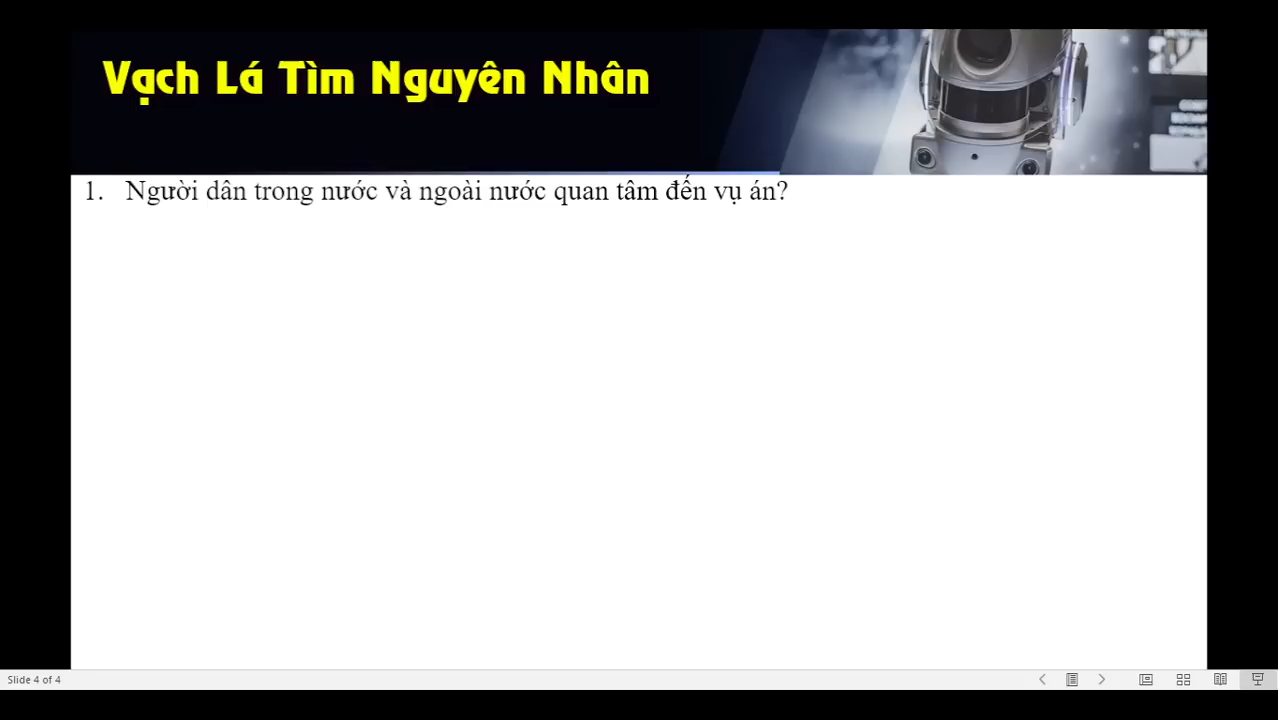 Vạch Lá Tìm Nguyên Nhân
1. Người dân trong nước và ngoài nước quan tâm đến vụ án?
Slide 4 of 4